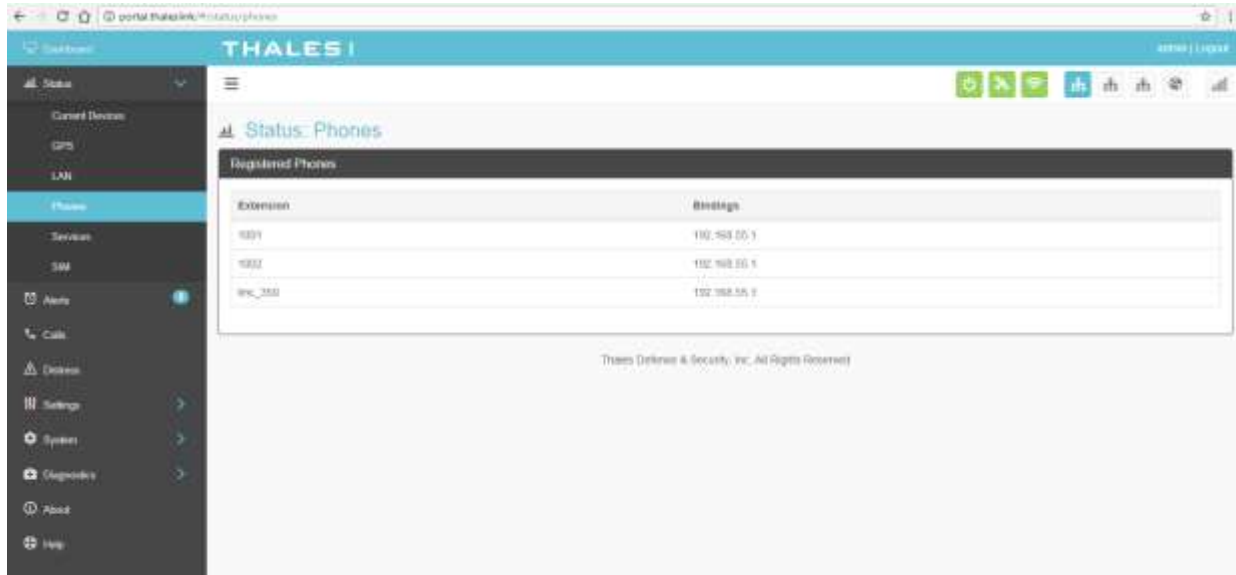 portal.thaleslink/#/status/phones
Dashboard
THALES
admin | Logout
Status
Current Devices
GPS
LAN
Phones
Services
SIM
Alerts
Calls
Distress
Settings
System
Diagnostics
About
Help
Status: Phones
Registered Phones
Extension Bindings
1001 192.168.55.1
1002 192.168.55.1
192.168.55.1
Thales Defense & Security, Inc. All Rights Reserved